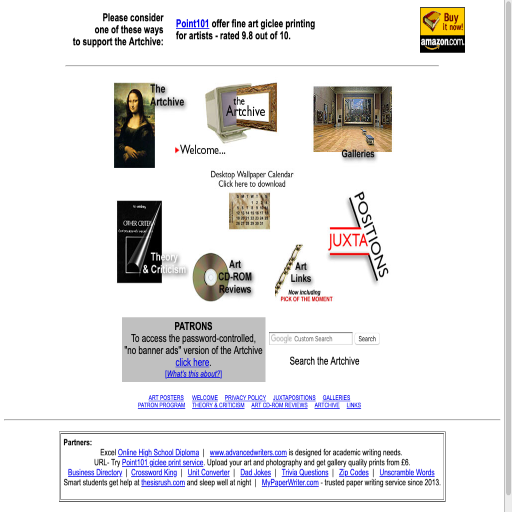 Please consider
one of these ways
to support the Artchive:
Point101 offer fine art giclee printing
for artists - rated 9.8 out of 10.
Buy
it now!
amazon.com.
The
Artchive
the
Artchive
Welcome...
Galleries
Desktop Wallpaper Calendar
Click here to download
OTHER CRITERIA
Theory
& Criticism
Art
CD-ROM
Reviews
Art
Links
Now including
PICK OF THE MOMENT
JUXTA
POSITIONS
PATRONS
To access the password-controlled,
"no banner ads" version of the Artchive
click here.
[What's this about?]
Google Custom Search
Search
Search the Artchive
ART POSTERS WELCOME PRIVACY POLICY JUXTAPOSITIONS GALLERIES
PATRON PROGRAM THEORY & CRITICISM ART CD-ROM REVIEWS ARTCHIVE LINKS
Partners:
Excel Online High School Diploma | www.advancedwriters.com is designed for academic writing needs.
URL- Try Point101 giclee print service. Upload your art and photography and get gallery quality prints from £6.
Business Directory | Crossword King | Unit Converter | Dad Jokes | Trivia Questions | Zip Codes | Unscramble Words
Smart students get help at thesisrush.com and sleep well at night | MyPaperWriter.com - trusted paper writing service since 2013.